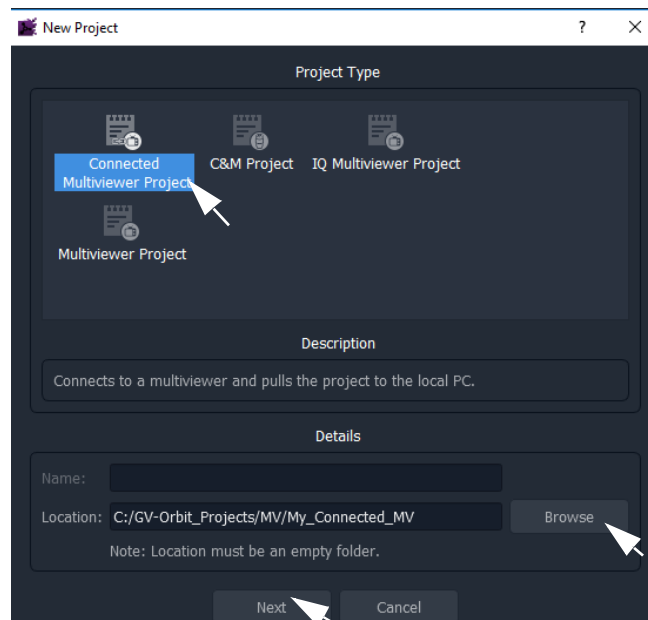 New Project
?
Project Type
Connected
Multiviewer Project
C&M Project
IQ Multiviewer Project
Multiviewer Project
Description
Connects to a multiviewer and pulls the project to the local PC.
Details
Name:
Location: C:/GV-Orbit_Projects/MV/My_Connected_MV Browse
Note: Location must be an empty folder.
Next Cancel